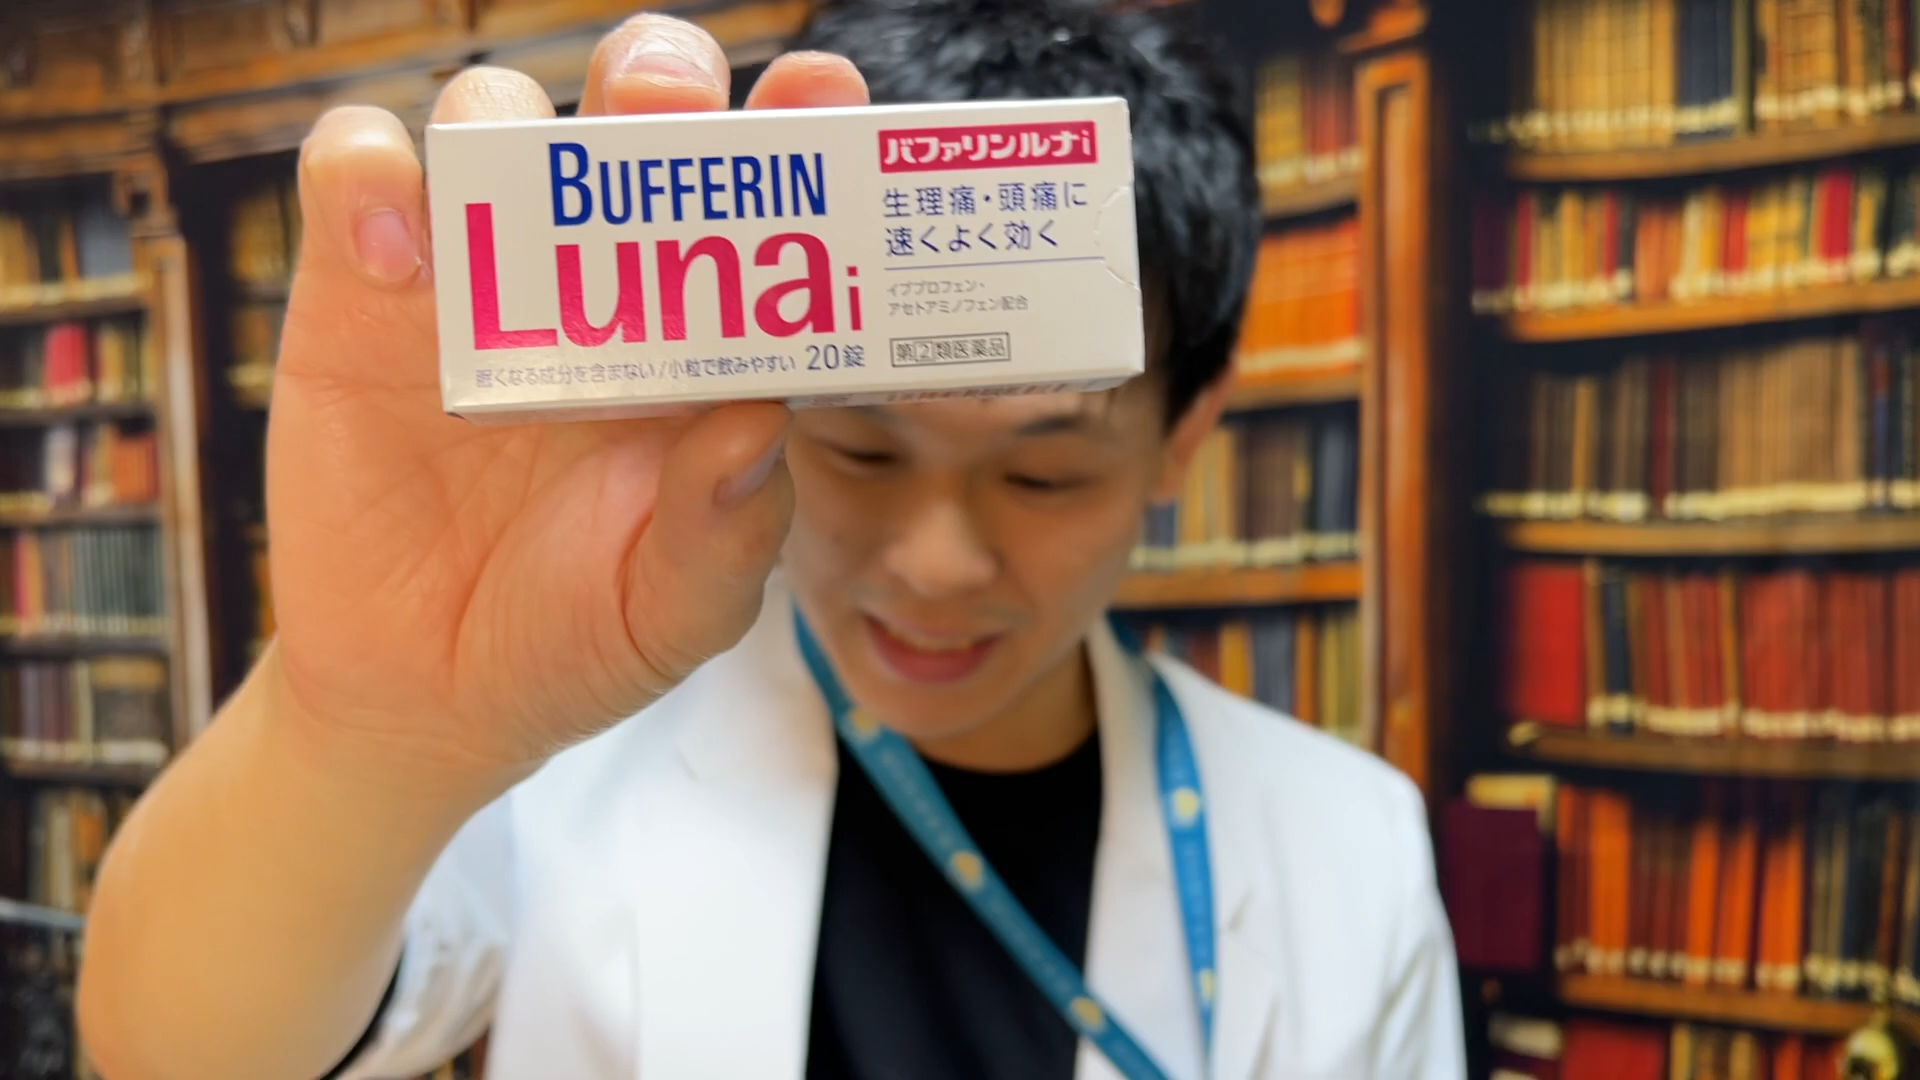 BUFFERIN
Lunai
眠くなる成分を含まない/小粒で飲みやすい 20錠
バファリンルナi
生理痛・頭痛に
速くよく効く
イブプロフェン・
アセトアミノフェン配合
第②類医薬品